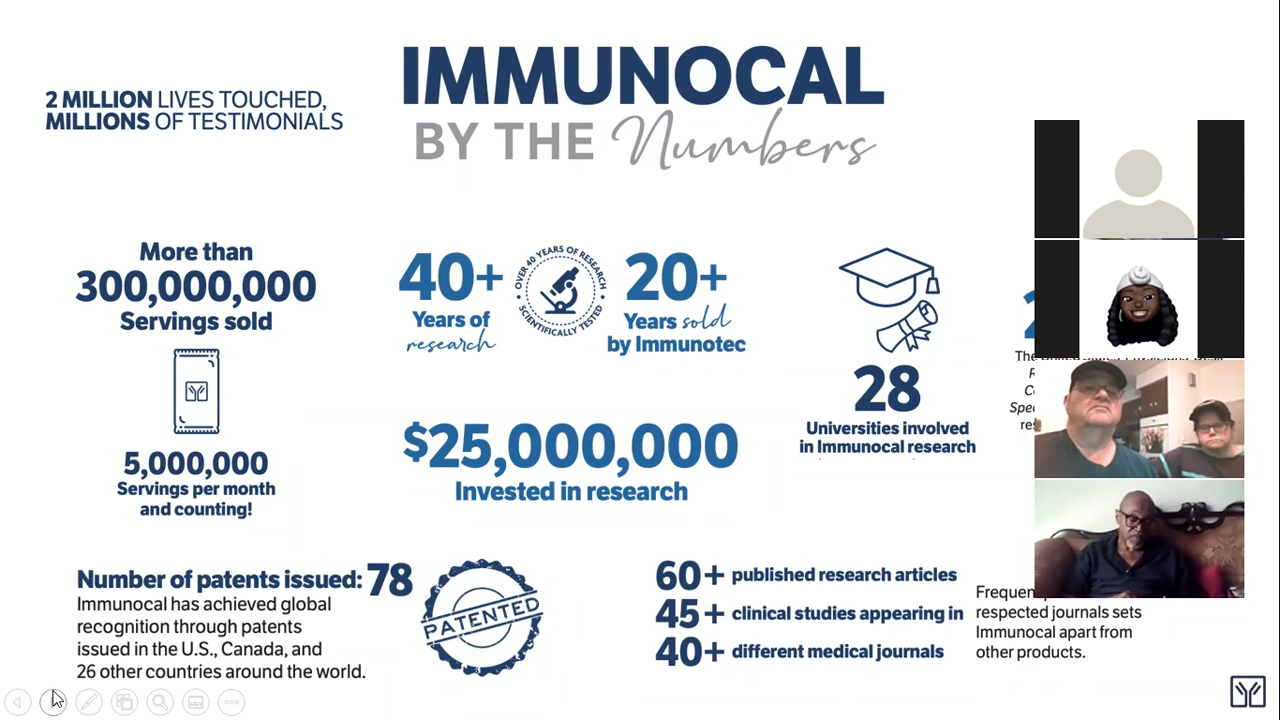 IMMUNOCAL
BY THE Numbers
2 MILLION LIVES TOUCHED,
MILLIONS OF TESTIMONIALS
More than
300,000,000
Servings sold
5,000,000
Servings per month
and counting!
40+
Years of
research
OVER 40 YEARS OF RESEARCH
SCIENTIFICALLY TESTED
20+
Years sold
by Immunotec
$25,000,000
Invested in research
28
Universities involved
in Immunocal research
The
Number of patents issued: 78
Immunocal has achieved global
recognition through patents
issued in the U.S., Canada, and
26 other countries around the world.
PATENTED
60+ published research articles
45+ clinical studies appearing in
40+ different medical journals
respected journals sets
Immunocal apart from
other products.